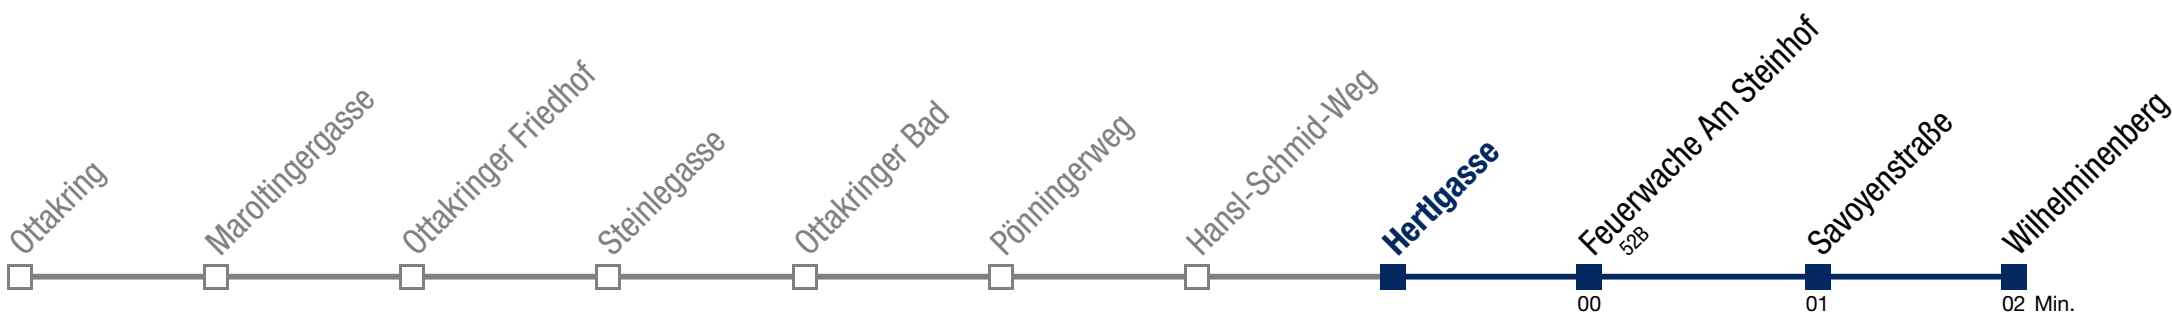 Ottakring
Maroltingergasse
Ottakringer Friedhof
Steinlegasse
Ottakringer Bad
Pönningerweg
Hansl-Schmid-Weg
Hertlgasse
Feuerwache Am Steinhof
52B
Savoyenstraße
Wilhelminenberg
00
01
02 Min.